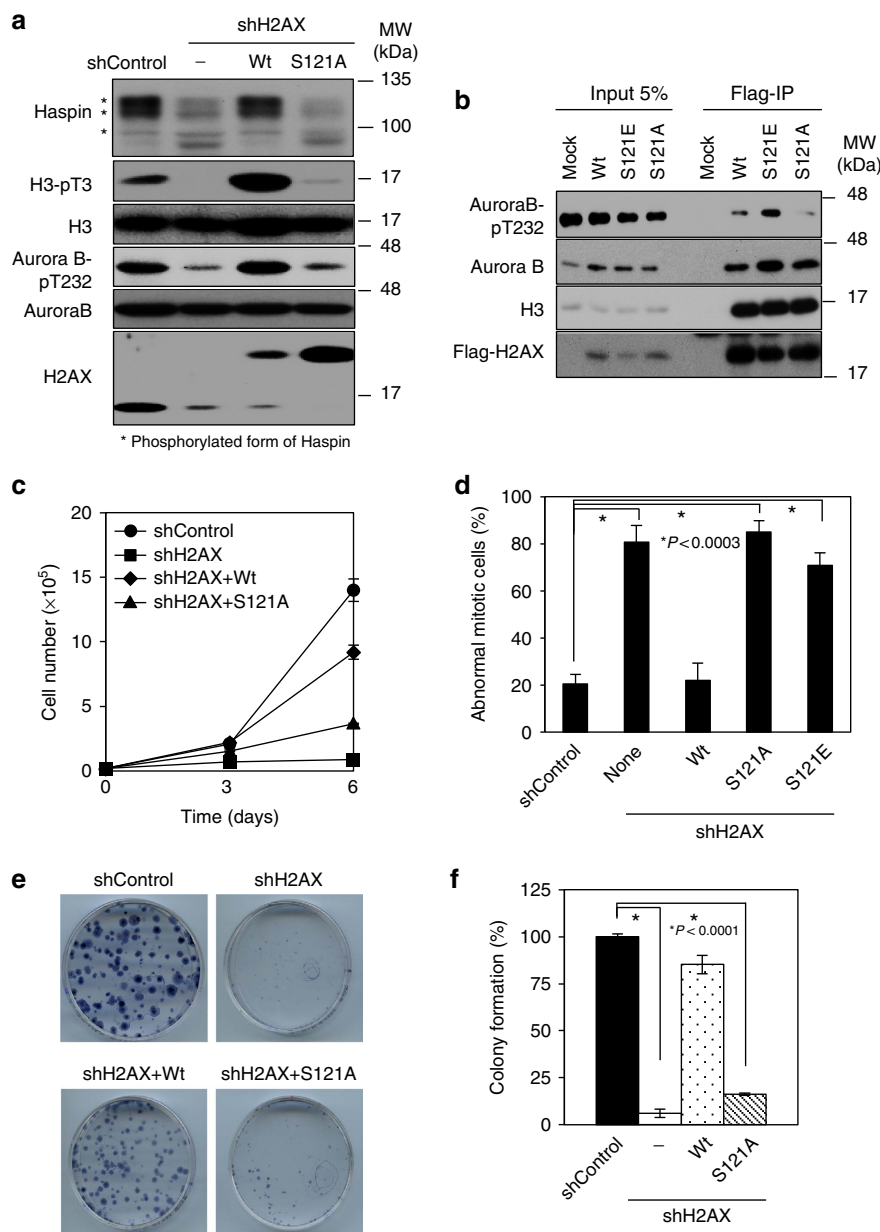 a
shH2AX
MW
(kDa)
shControl – Wt S121A
135
Haspin
*
*
*
100
H3-pT3
17
H3
17
48
Aurora B-
pT232
48
AuroraB
H2AX
17
* Phosphorylated form of Haspin
b
Input 5% Flag-IP
Mock Wt S121E S121A Mock Wt S121E S121A
MW
(kDa)
AuroraB-
pT232
48
Aurora B
48
H3
17
Flag-H2AX
17
c
Cell number (×10⁵)
20
15
10
5
0
shControl
shH2AX
shH2AX+Wt
shH2AX+S121A
0 3 6
Time (days)
d
Abnormal mitotic cells (%)
100
80
60
40
20
0
* * *
*P<0.0003
shControl None Wt S121A S121E
shH2AX
e
shControl shH2AX
shH2AX+Wt shH2AX+S121A
f
Colony formation (%)
125
100
75
50
25
0
* *
*P<0.0001
shControl – Wt S121A
shH2AX